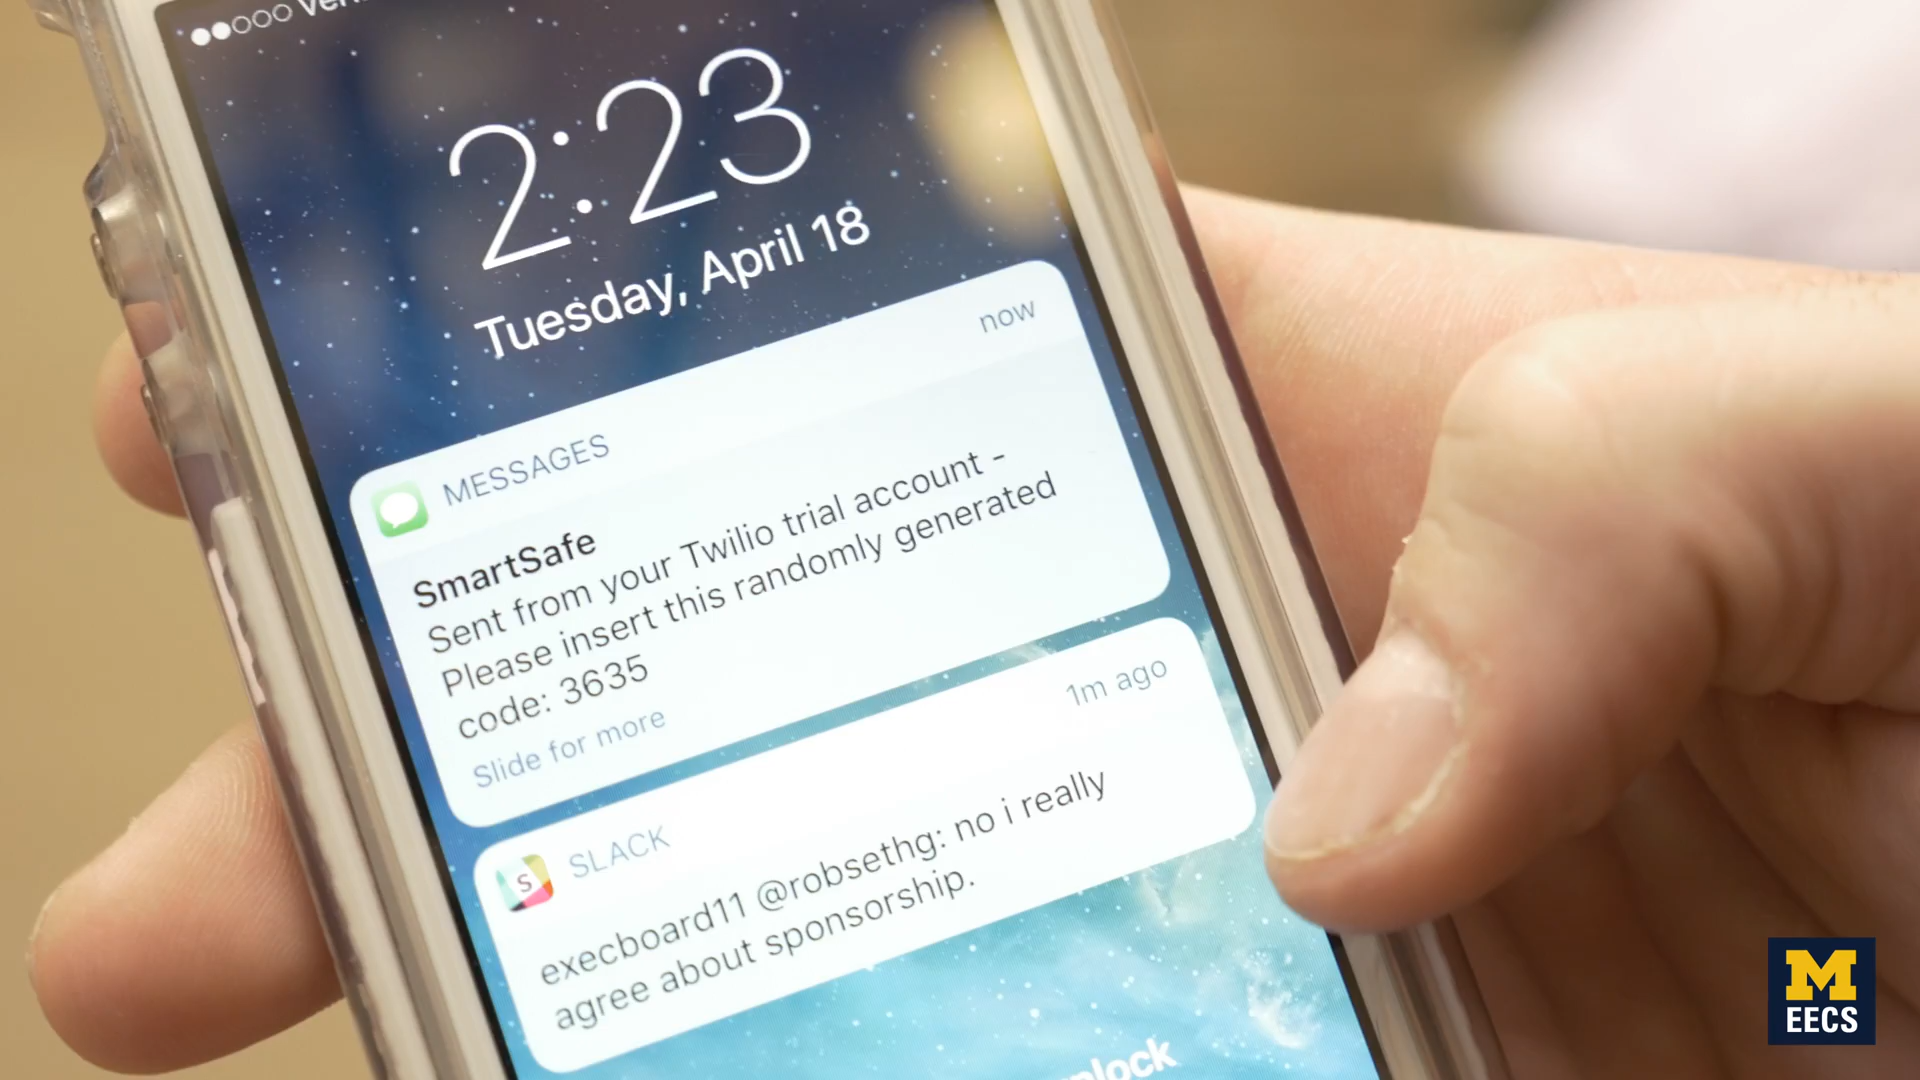 2:23
Tuesday, April 18
MESSAGES
now
SmartSafe
Sent from your Twilio trial account -
Please insert this randomly generated
code: 3635
Slide for more
SLACK
1m ago
execboard11 @robsethg: no i really
agree about sponsorship.
M
EECS